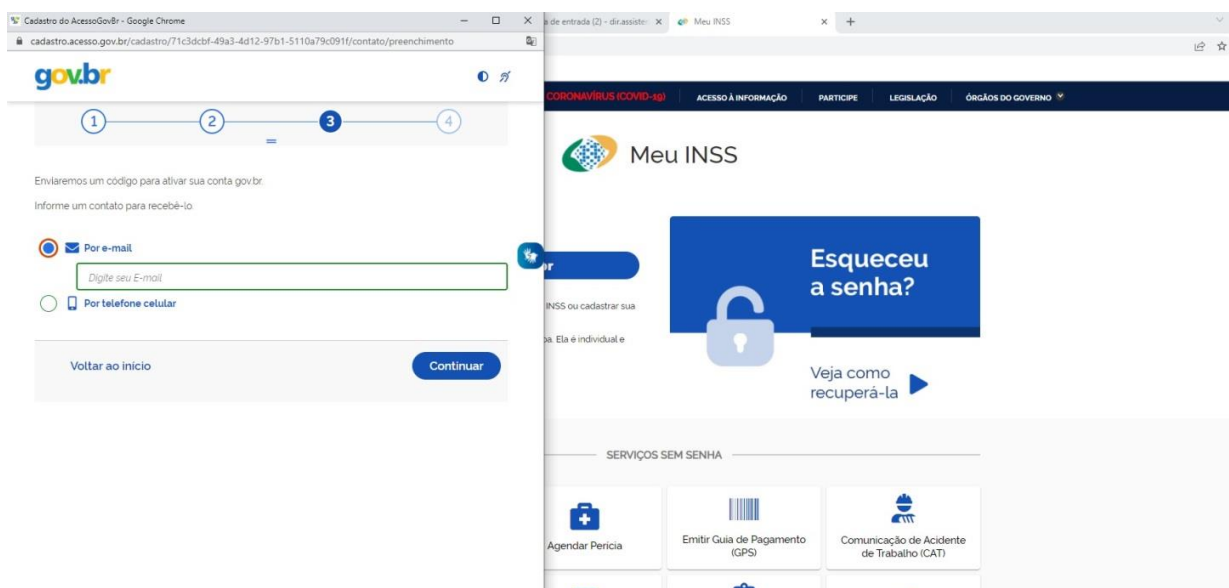 Cadastro do AcessoGovBr - Google Chrome
cadastro.acesso.gov.br/cadastro/71c3dcbf-49a3-4d12-97b1-5110a79c091f/contato/preenchimento
gov.br
1 2 3 4
Enviaremos um código para ativar sua conta gov.br.
Informe um contato para recebê-lo.
Por e-mail
Digite seu E-mail
Por telefone celular
Voltar ao início
Continuar
a de entrada (2) - dir.assister
Meu INSS
CORONAVÍRUS (COVID-19) ACESSO À INFORMAÇÃO PARTICIPE LEGISLAÇÃO ÓRGÃOS DO GOVERNO
Meu INSS
br
INSS ou cadastrar sua
Ela é individual e
Esqueceu
a senha?
Veja como
recuperá-la
SERVIÇOS SEM SENHA
Agendar Perícia
Emitir Guia de Pagamento
(GPS)
Comunicação de Acidente
de Trabalho (CAT)